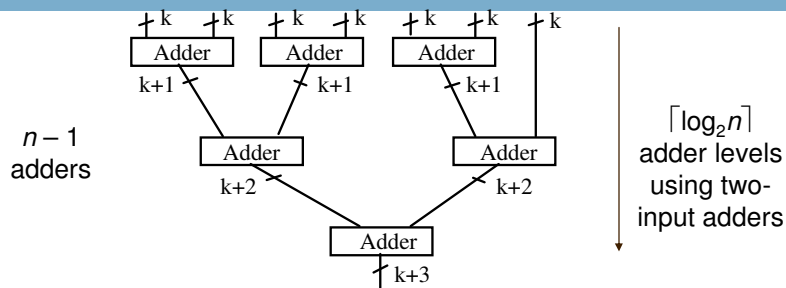 k k k k k k k
Adder Adder Adder
k+1 k+1 k+1
n – 1
adders
Adder Adder
k+2 k+2
Adder
k+3
⌈log₂n⌉
adder levels
using two-
input adders